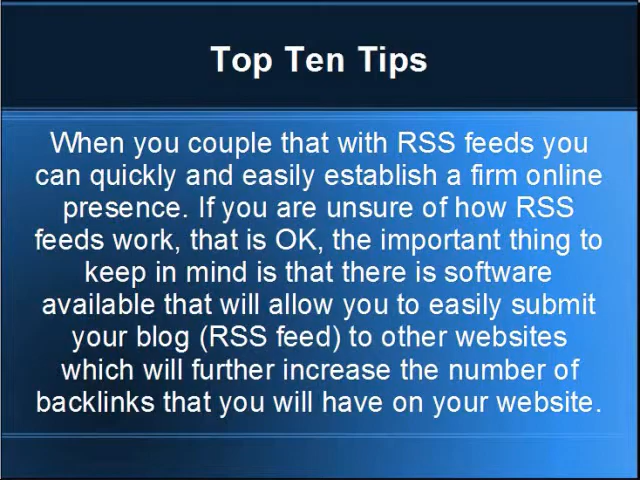 Top Ten Tips
When you couple that with RSS feeds you
can quickly and easily establish a firm online
presence. If you are unsure of how RSS
feeds work, that is OK, the important thing to
keep in mind is that there is software
available that will allow you to easily submit
your blog (RSS feed) to other websites
which will further increase the number of
backlinks that you will have on your website.